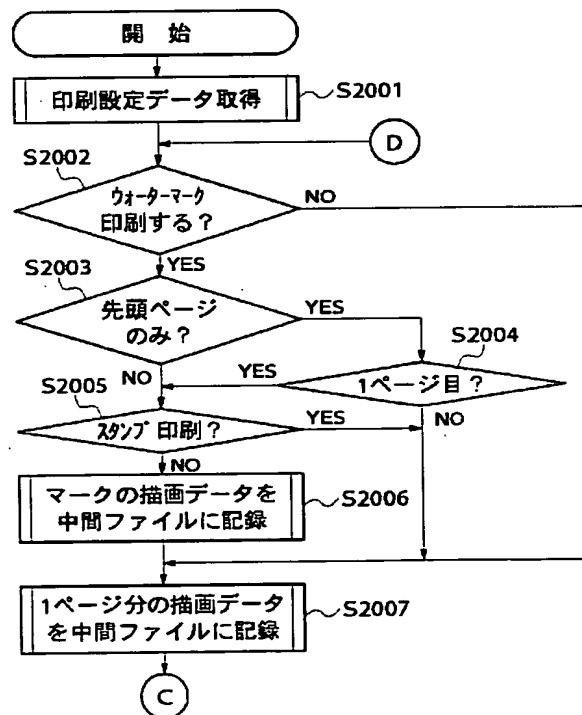 開 始
印刷設定データ取得
S2001
D
S2002
ウォーターマーク
印刷する?
NO
YES
S2003
先頭ページ
のみ?
YES
S2004
NO
YES
1ページ目?
S2005
スタンプ 印刷?
YES
NO
NO
マークの描画データを
中間ファイルに記録
S2006
1ページ分の描画データ
を中間ファイルに記録
S2007
C